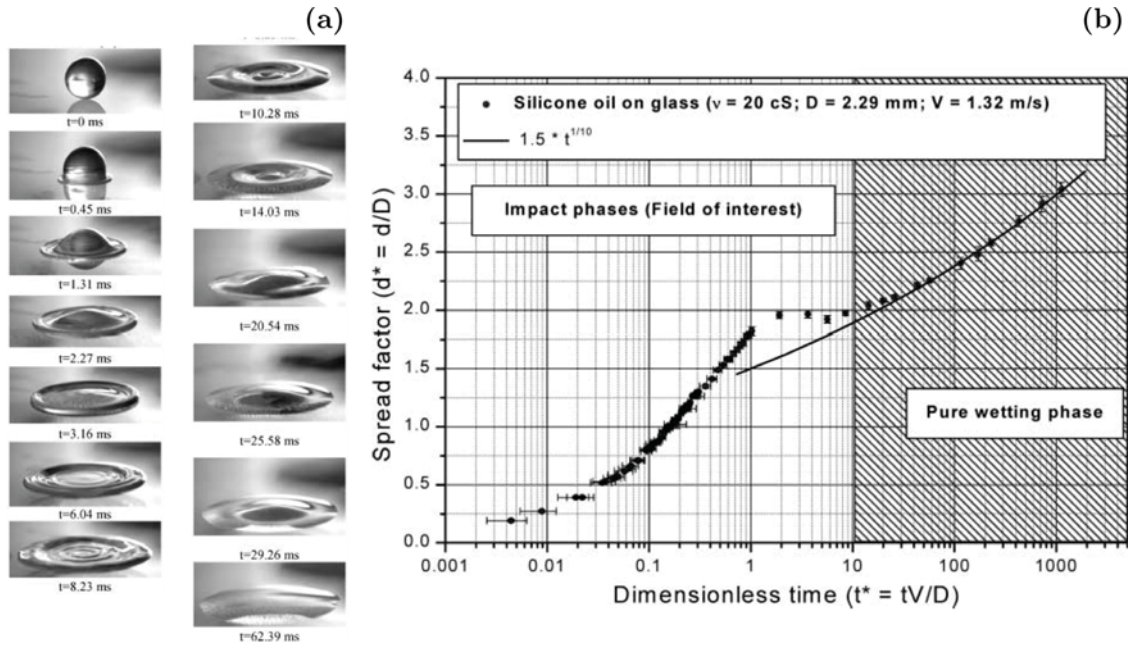 (a)
t=0 ms
t=0.45 ms
t=1.31 ms
t=2.27 ms
t=3.16 ms
t=6.04 ms
t=8.23 ms
t=10.28 ms
t=14.03 ms
t=20.54 ms
t=25.58 ms
t=29.26 ms
t=62.39 ms
(b)
Spread factor (d* = d/D)
4.0
3.5
3.0
2.5
2.0
1.5
1.0
0.5
0.0
Silicone oil on glass (ν = 20 cS; D = 2.29 mm; V = 1.32 m/s)
1.5 * t^1/10
Impact phases (Field of interest)
Pure wetting phase
0.001
0.01
0.1
1
10
100
1000
Dimensionless time (t* = tV/D)